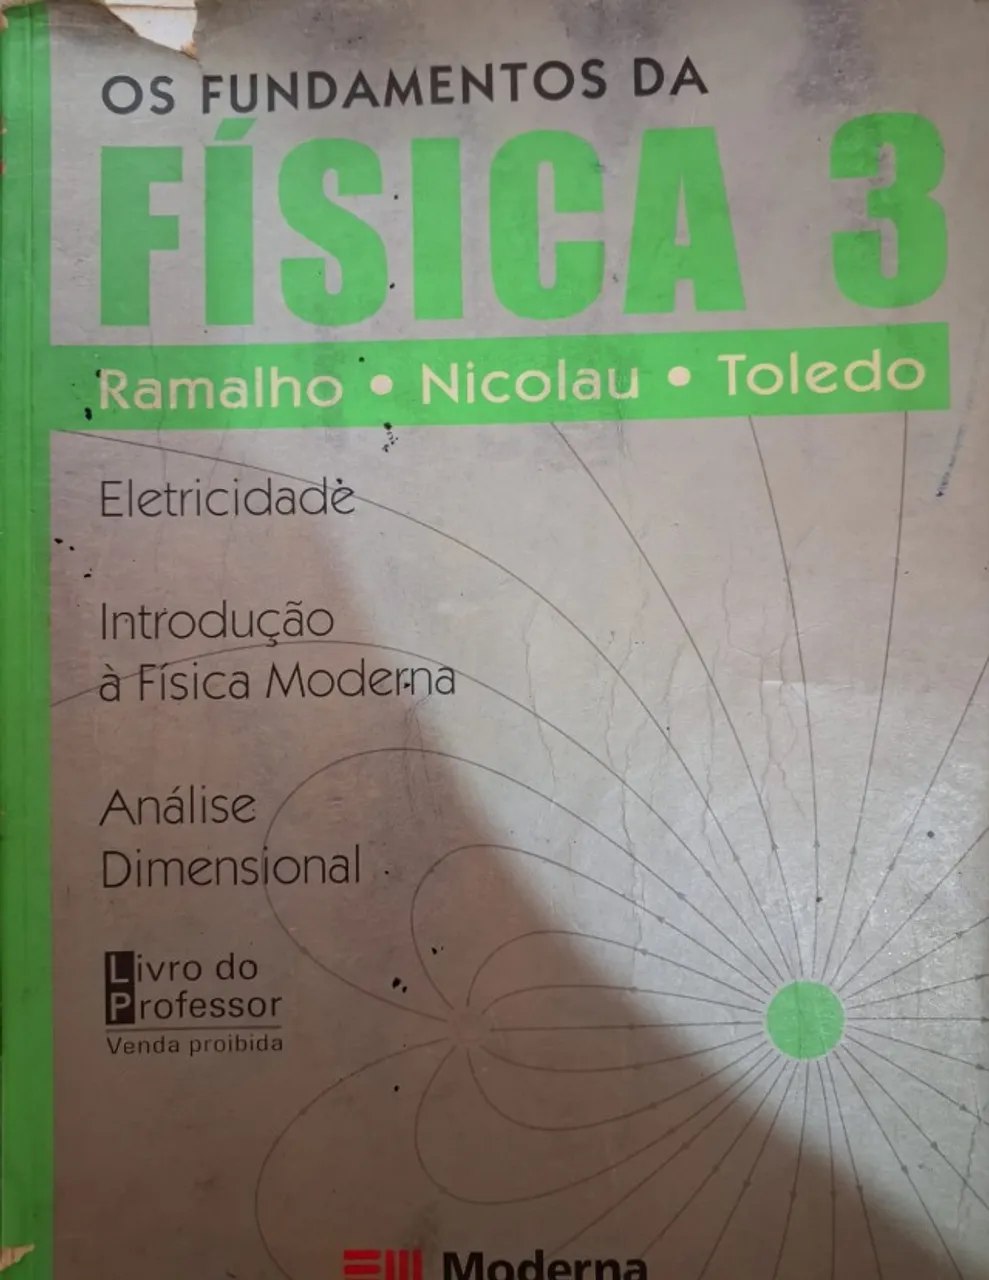 OS FUNDAMENTOS DA
FÍSICA 3
Ramalho • Nicolau • Toledo
Eletricidade
Introdução
à Física Moderna
Análise
Dimensional
Livro do
Professor
Venda proibida
Moderna